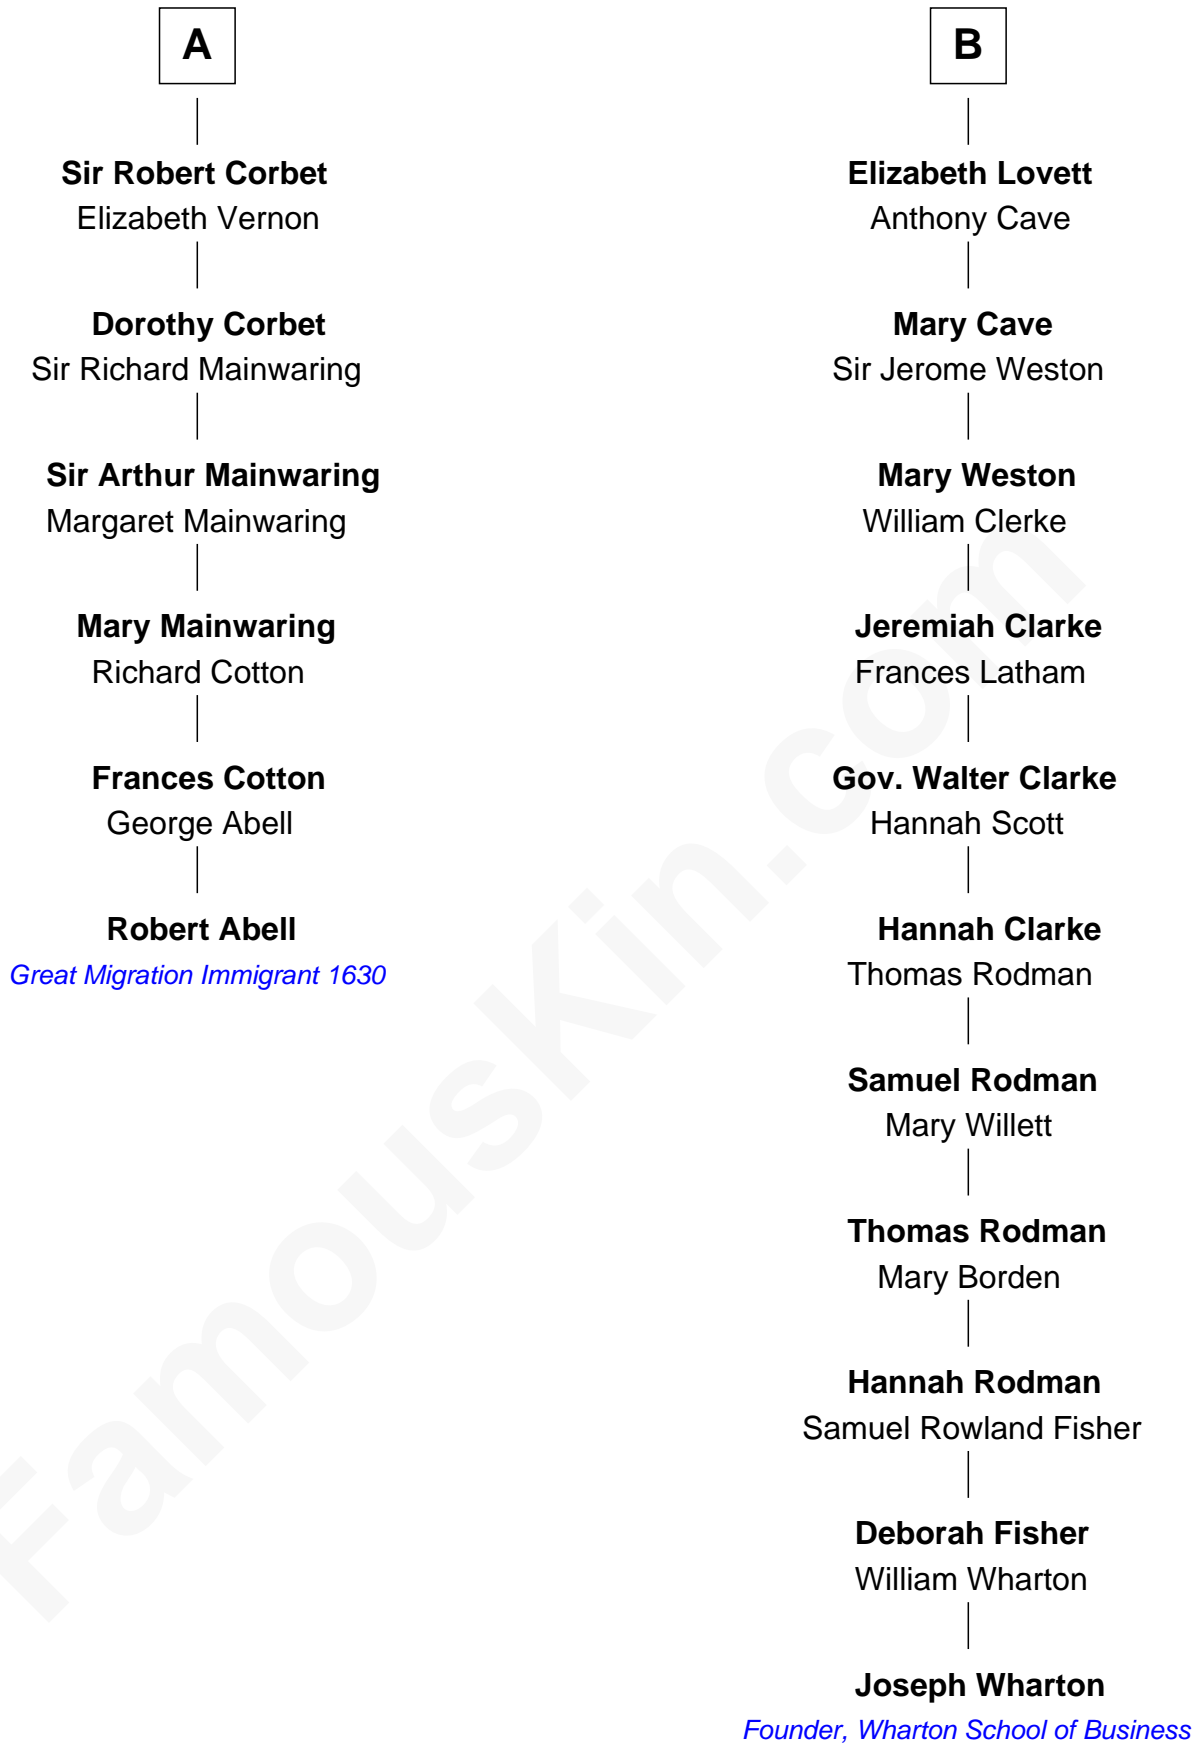 A
Sir Robert Corbet
Elizabeth Vernon
Dorothy Corbet
Sir Richard Mainwaring
Sir Arthur Mainwaring
Margaret Mainwaring
Mary Mainwaring
Richard Cotton
Frances Cotton
George Abell
Robert Abell
Great Migration Immigrant 1630
B
Elizabeth Lovett
Anthony Cave
Mary Cave
Sir Jerome Weston
Mary Weston
William Clerke
Jeremiah Clarke
Frances Latham
Gov. Walter Clarke
Hannah Scott
Hannah Clarke
Thomas Rodman
Samuel Rodman
Mary Willett
Thomas Rodman
Mary Borden
Hannah Rodman
Samuel Rowland Fisher
Deborah Fisher
William Wharton
Joseph Wharton
Founder, Wharton School of Business
FamousKin.com